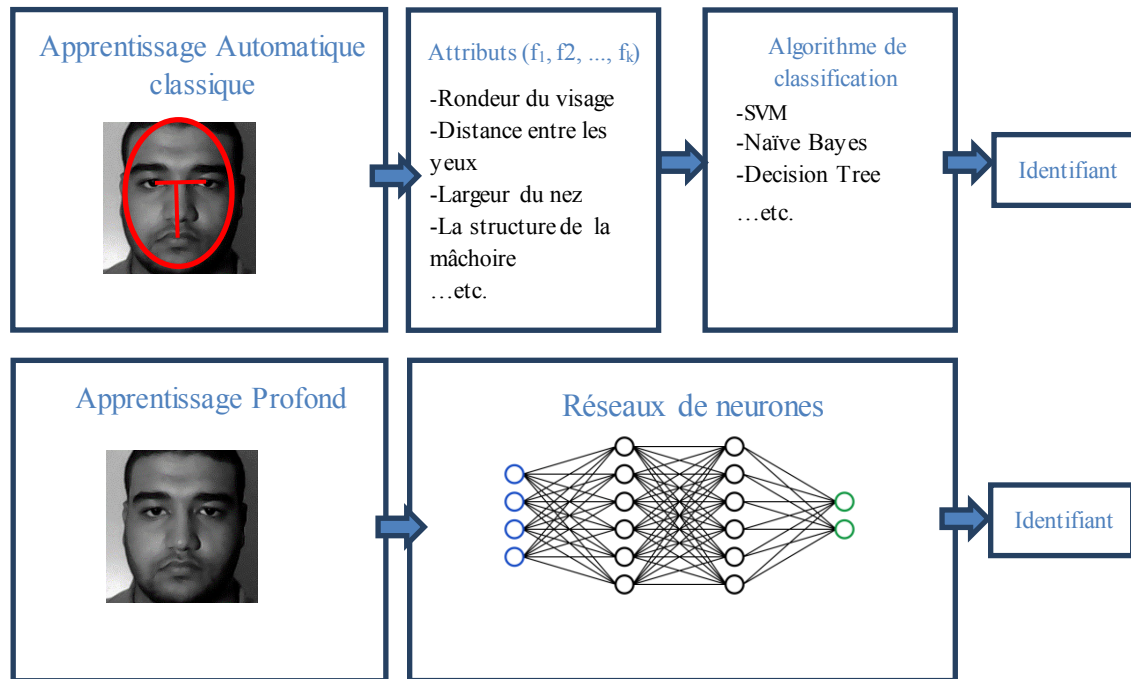 Apprentissage Automatique
classique
Attributs (f1, f2, ..., fk)
-Rondeur du visage
-Distance entre les
yeux
-Largeur du nez
-La structure de la
mâchoire
…etc.
Algorithme de
classification
-SVM
-Naïve Bayes
-Decision Tree
…etc.
Identifiant
Apprentissage Profond
Réseaux de neurones
Identifiant